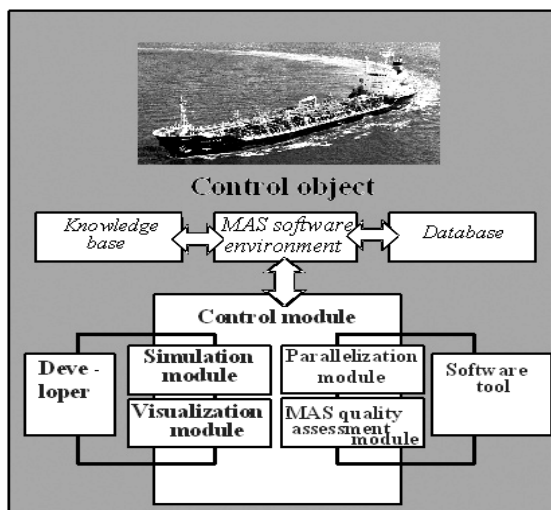 Control object
Knowledge
base
MAS software
environment
Database
Control module
Deve -
loper
Simulation
module
Visualization
module
Parallelization
module
MAS quality
assessment
module
Software
tool